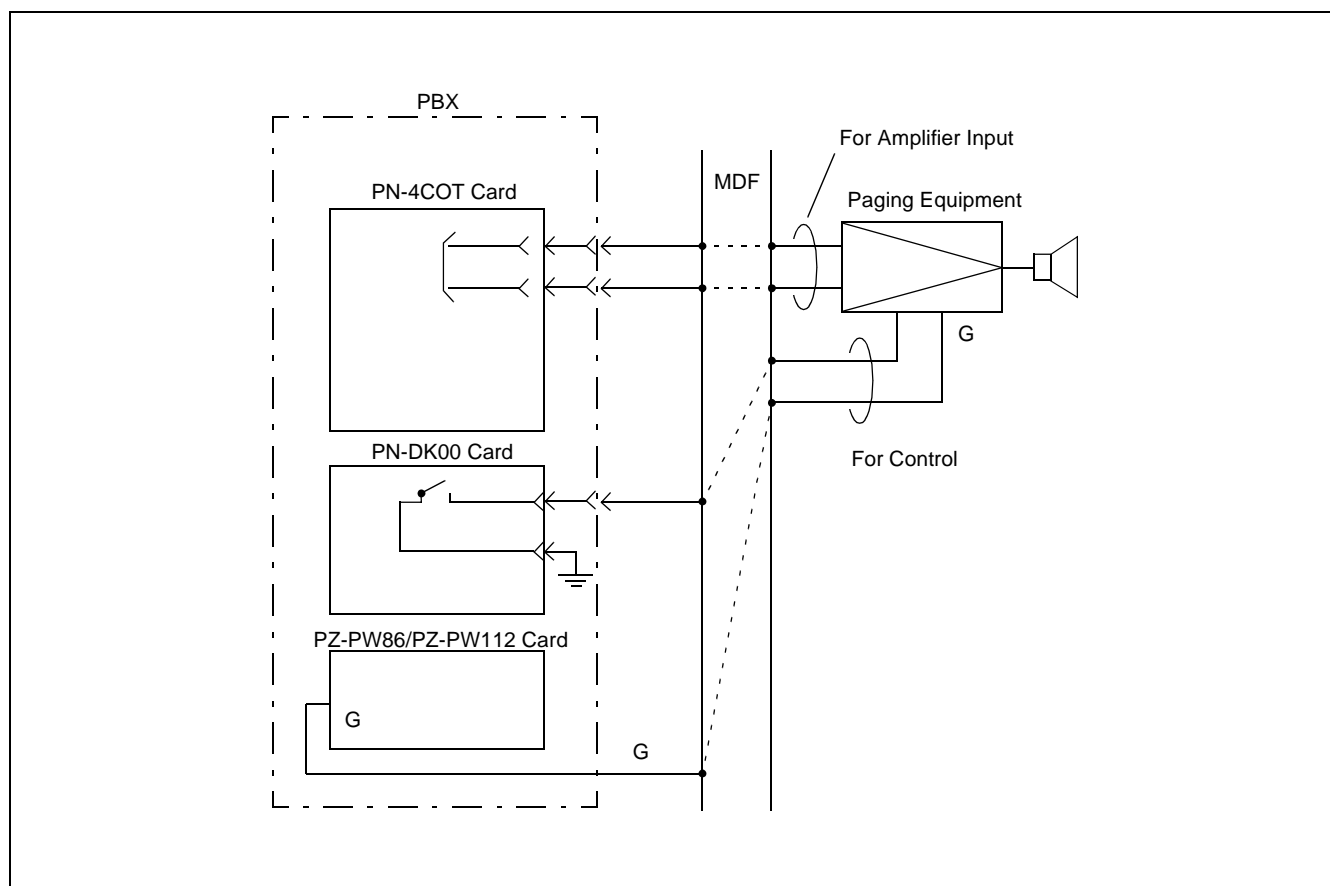 PBX
For Amplifier Input
MDF
PN-4COT Card
Paging Equipment
G
PN-DK00 Card
For Control
PZ-PW86/PZ-PW112 Card
G
G